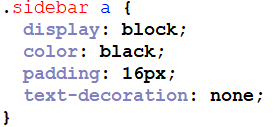 .sidebar a {
  display: block;
  color: black;
  padding: 16px;
  text-decoration: none;
}